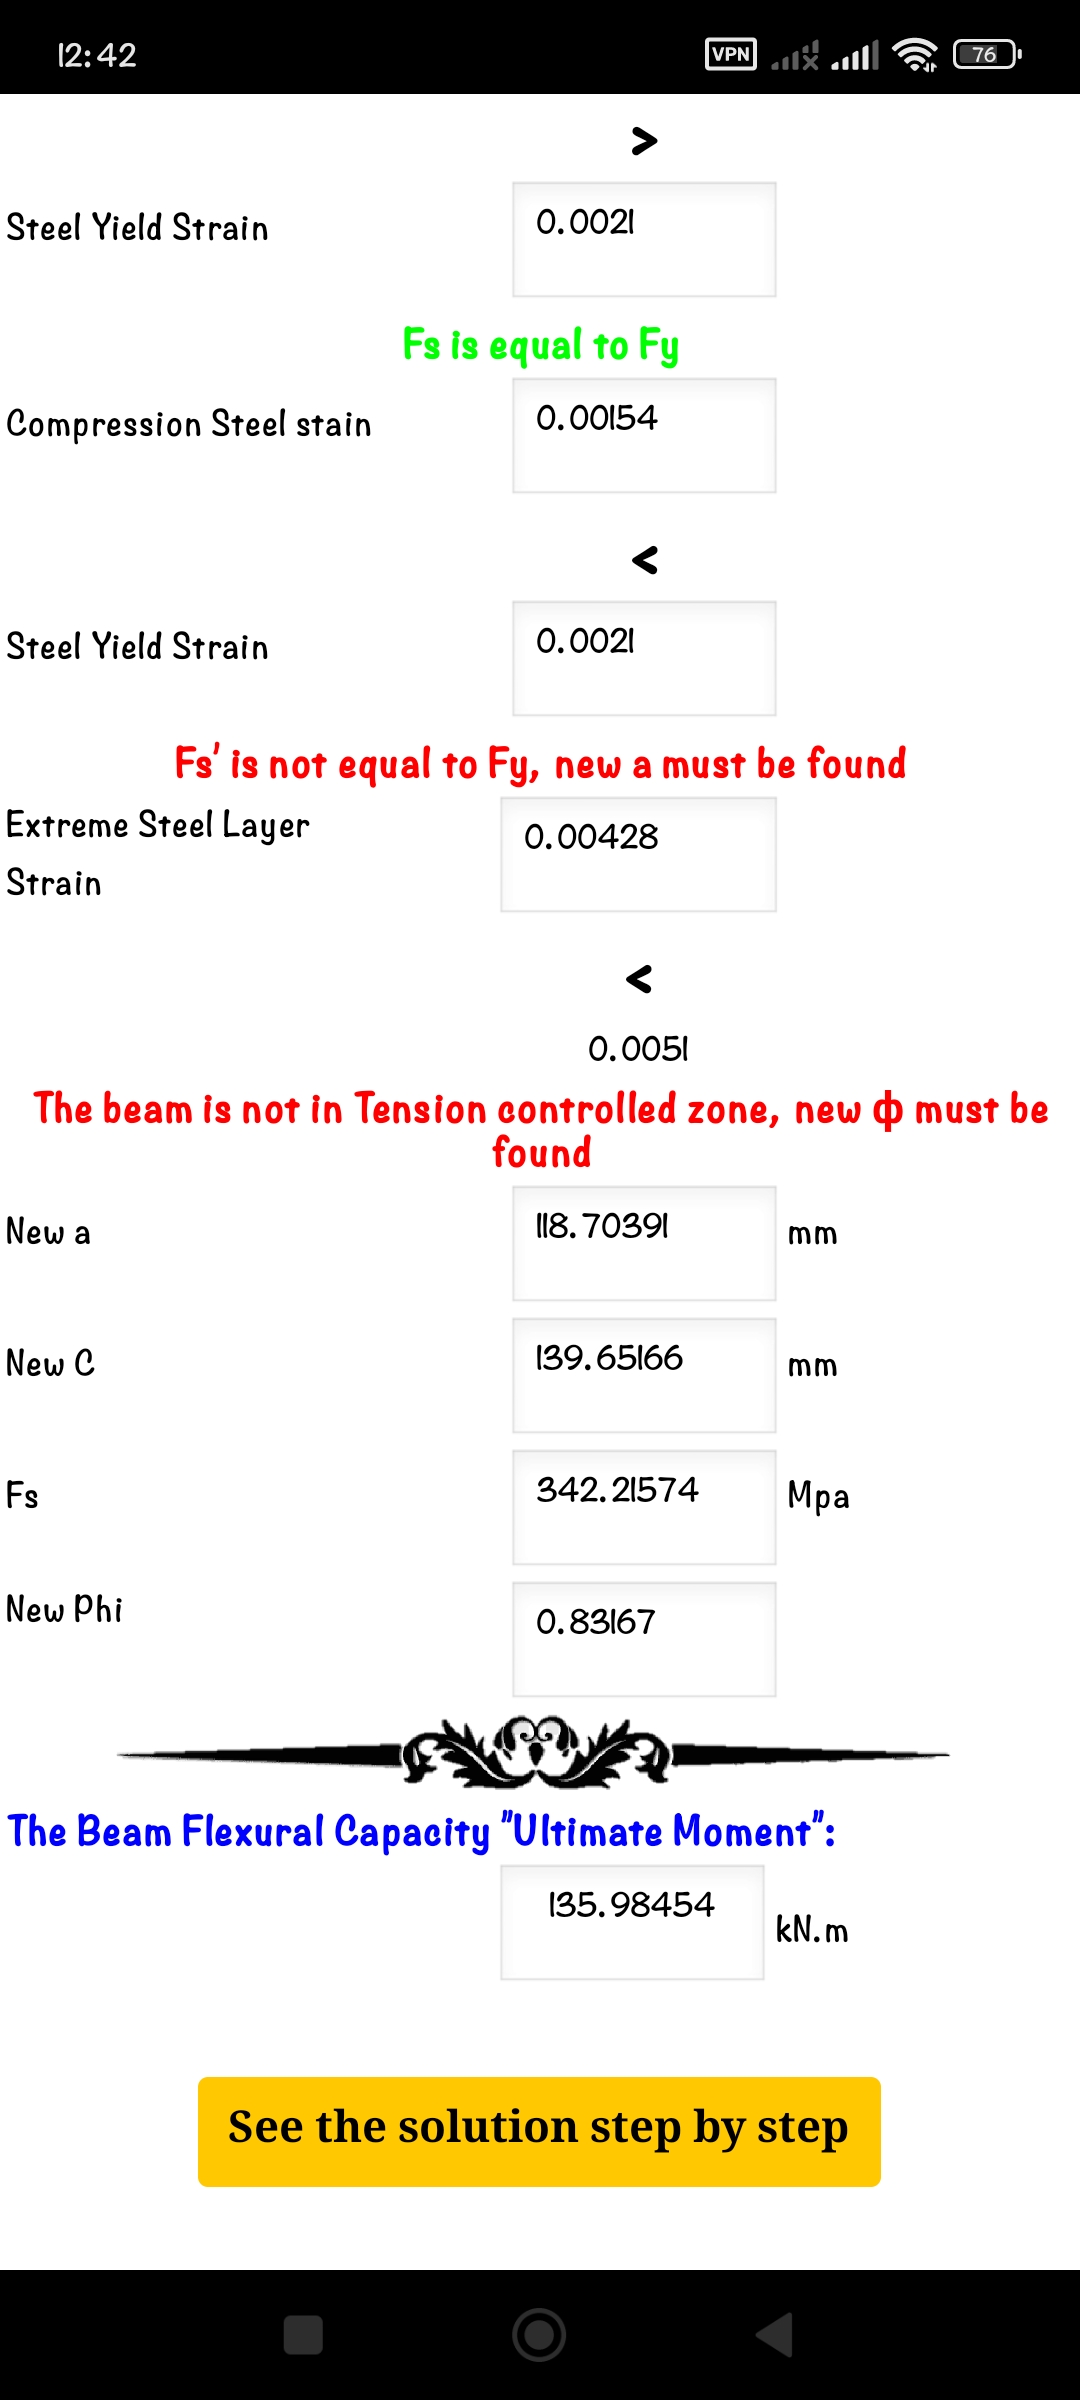 12:42
VPN
76
>
Steel Yield Strain
0.0021
Fs is equal to Fy
Compression Steel stain
0.00154
<
Steel Yield Strain
0.0021
Fs' is not equal to Fy, new a must be found
Extreme Steel Layer
Strain
0.00428
<
0.0051
The beam is not in Tension controlled zone, new ф must be
found
New a
118.70391
mm
New C
139.65166
mm
Fs
342.21574
Mpa
New Phi
0.83167
The Beam Flexural Capacity "Ultimate Moment":
135.98454
kN.m
See the solution step by step